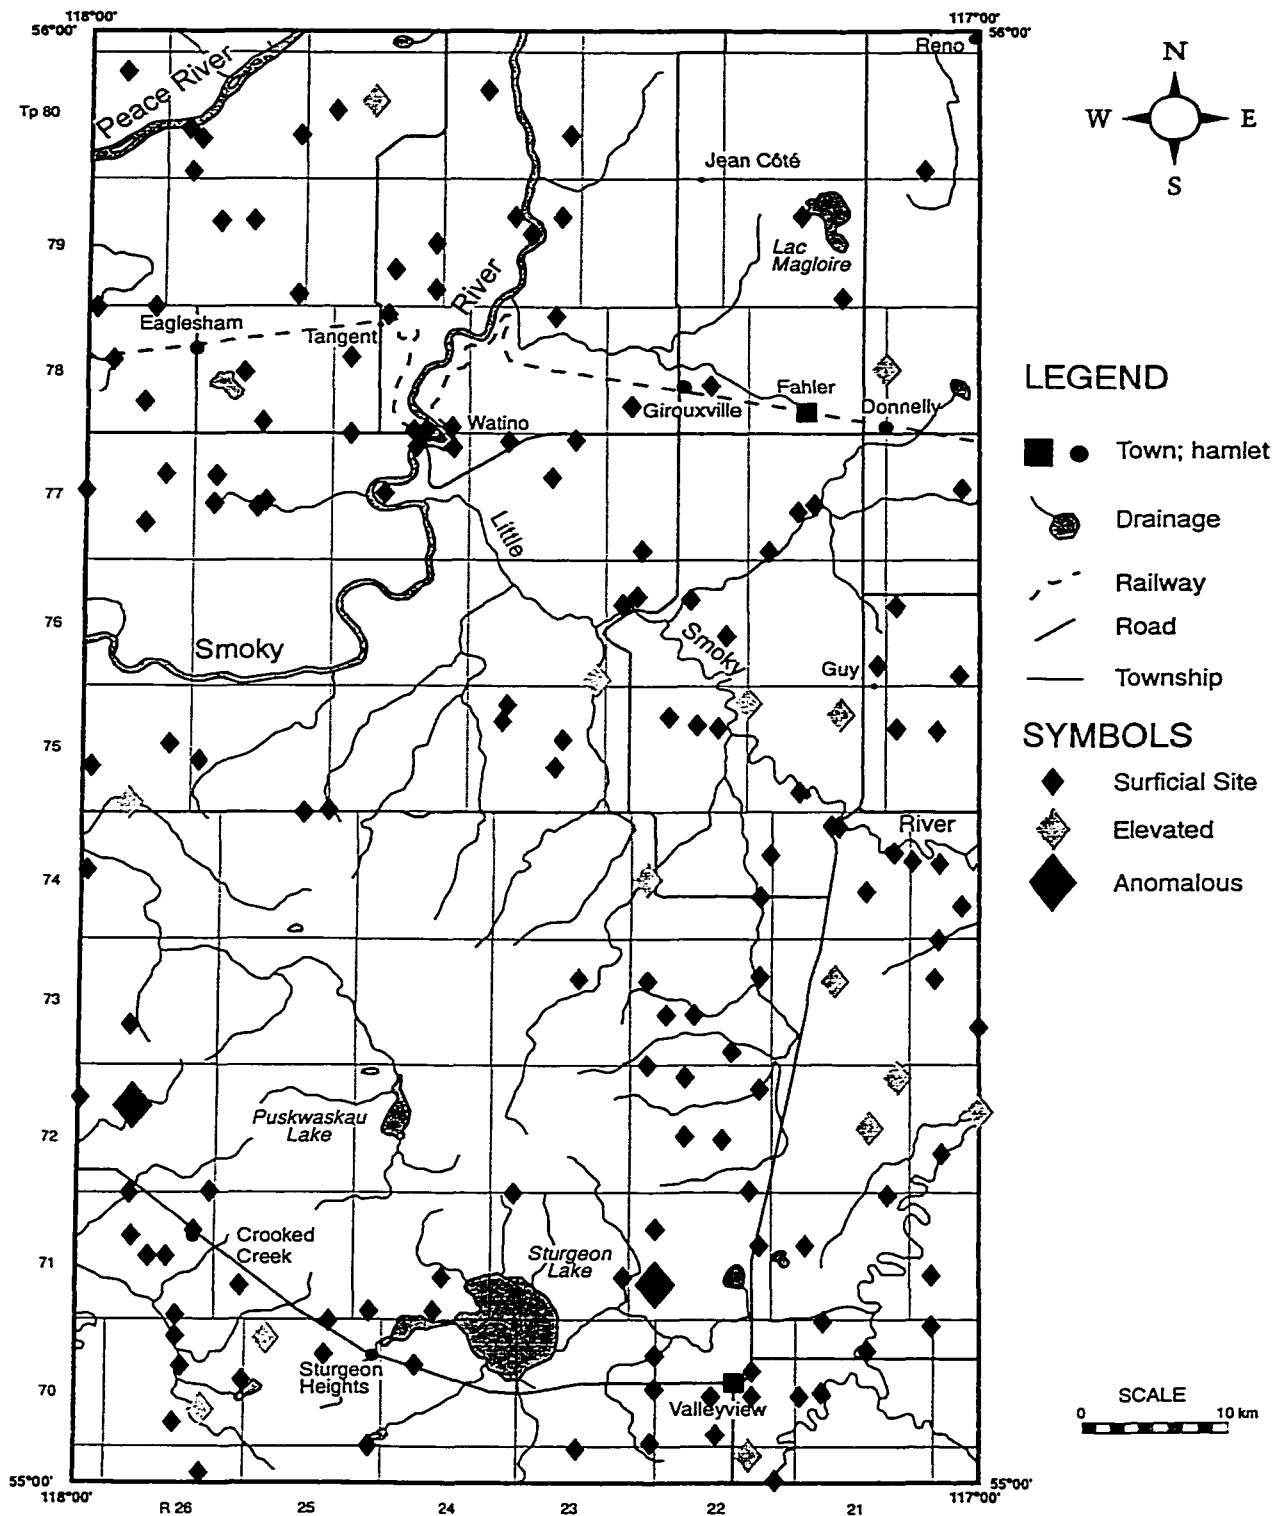 118°00'
117°00'
56°00'
56°00'
Reno
N
W
E
S
Peace River
Tp 80
Jean Côté
79
Lac
Magloire
River
Eaglesham
Tangent
78
Fahler
Girouxville
Donnelly
Watino
LEGEND
Town; hamlet
77
Little
Drainage
Railway
76
Smoky
Smoky
Guy
Road
Township
75
SYMBOLS
Surficial Site
River
Elevated
74
Anomalous
73
Puskwaskau
Lake
72
Crooked
Creek
71
Sturgeon
Lake
Sturgeon
Heights
70
Valleyview
SCALE
0
10 km
55°00'
55°00'
118°00'
117°00'
R 26
25
24
23
22
21